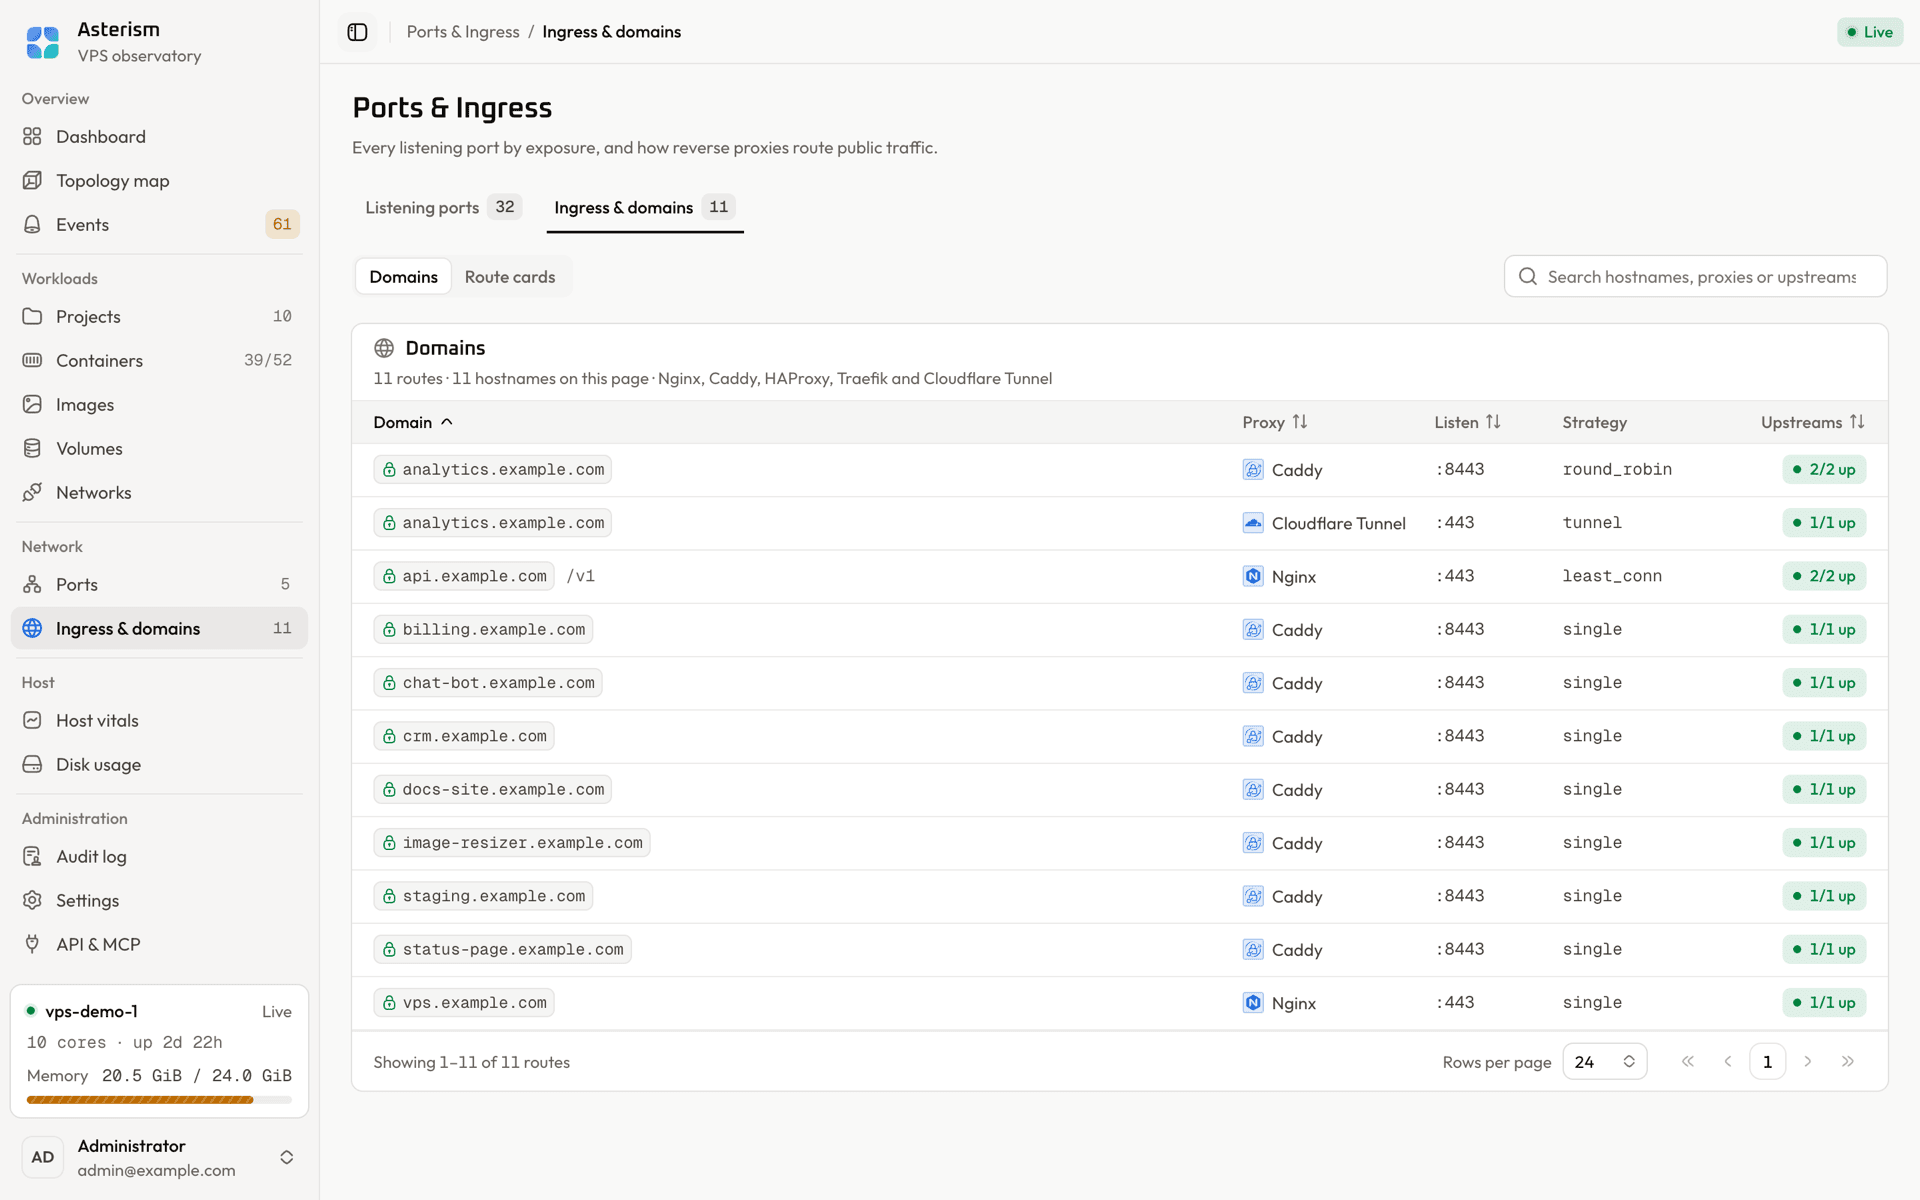 Asterism
VPS observatory
Overview
Dashboard
Topology map
Events 61
Workloads
Projects 10
Containers 39/52
Images
Volumes
Networks
Network
Ports 5
Ingress & domains 11
Host
Host vitals
Disk usage
Administration
Audit log
Settings
API & MCP
vps-demo-1 Live
10 cores · up 2d 22h
Memory 20.5 GiB / 24.0 GiB
AD
Administrator
admin@example.com
Ports & Ingress / Ingress & domains
Live
Ports & Ingress
Every listening port by exposure, and how reverse proxies route public traffic.
Listening ports 32 Ingress & domains 11
Domains Route cards
Search hostnames, proxies or upstreams
Domains
11 routes · 11 hostnames on this page · Nginx, Caddy, HAProxy, Traefik and Cloudflare Tunnel
Domain Proxy Listen Strategy Upstreams
analytics.example.com Caddy :8443 round_robin 2/2 up
analytics.example.com Cloudflare Tunnel :443 tunnel 1/1 up
api.example.com /v1 Nginx :443 least_conn 2/2 up
billing.example.com Caddy :8443 single 1/1 up
chat-bot.example.com Caddy :8443 single 1/1 up
crm.example.com Caddy :8443 single 1/1 up
docs-site.example.com Caddy :8443 single 1/1 up
image-resizer.example.com Caddy :8443 single 1/1 up
staging.example.com Caddy :8443 single 1/1 up
status-page.example.com Caddy :8443 single 1/1 up
vps.example.com Nginx :443 single 1/1 up
Showing 1–11 of 11 routes
Rows per page 24 1